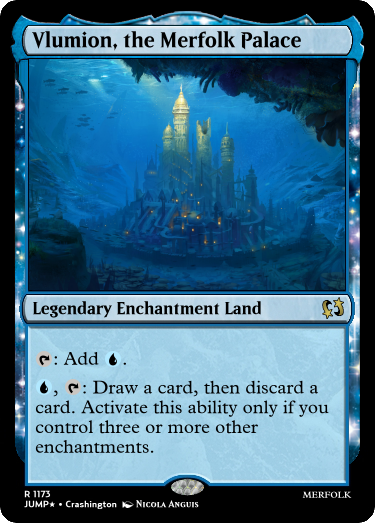 Vlumion, the Merfolk Palace
Legendary Enchantment Land
: Add .
, : Draw a card, then discard a
card. Activate this ability only if you
control three or more other
enchantments.
R 1173
JUMP★ • Crashington Nicola Anguis
MERFOLK